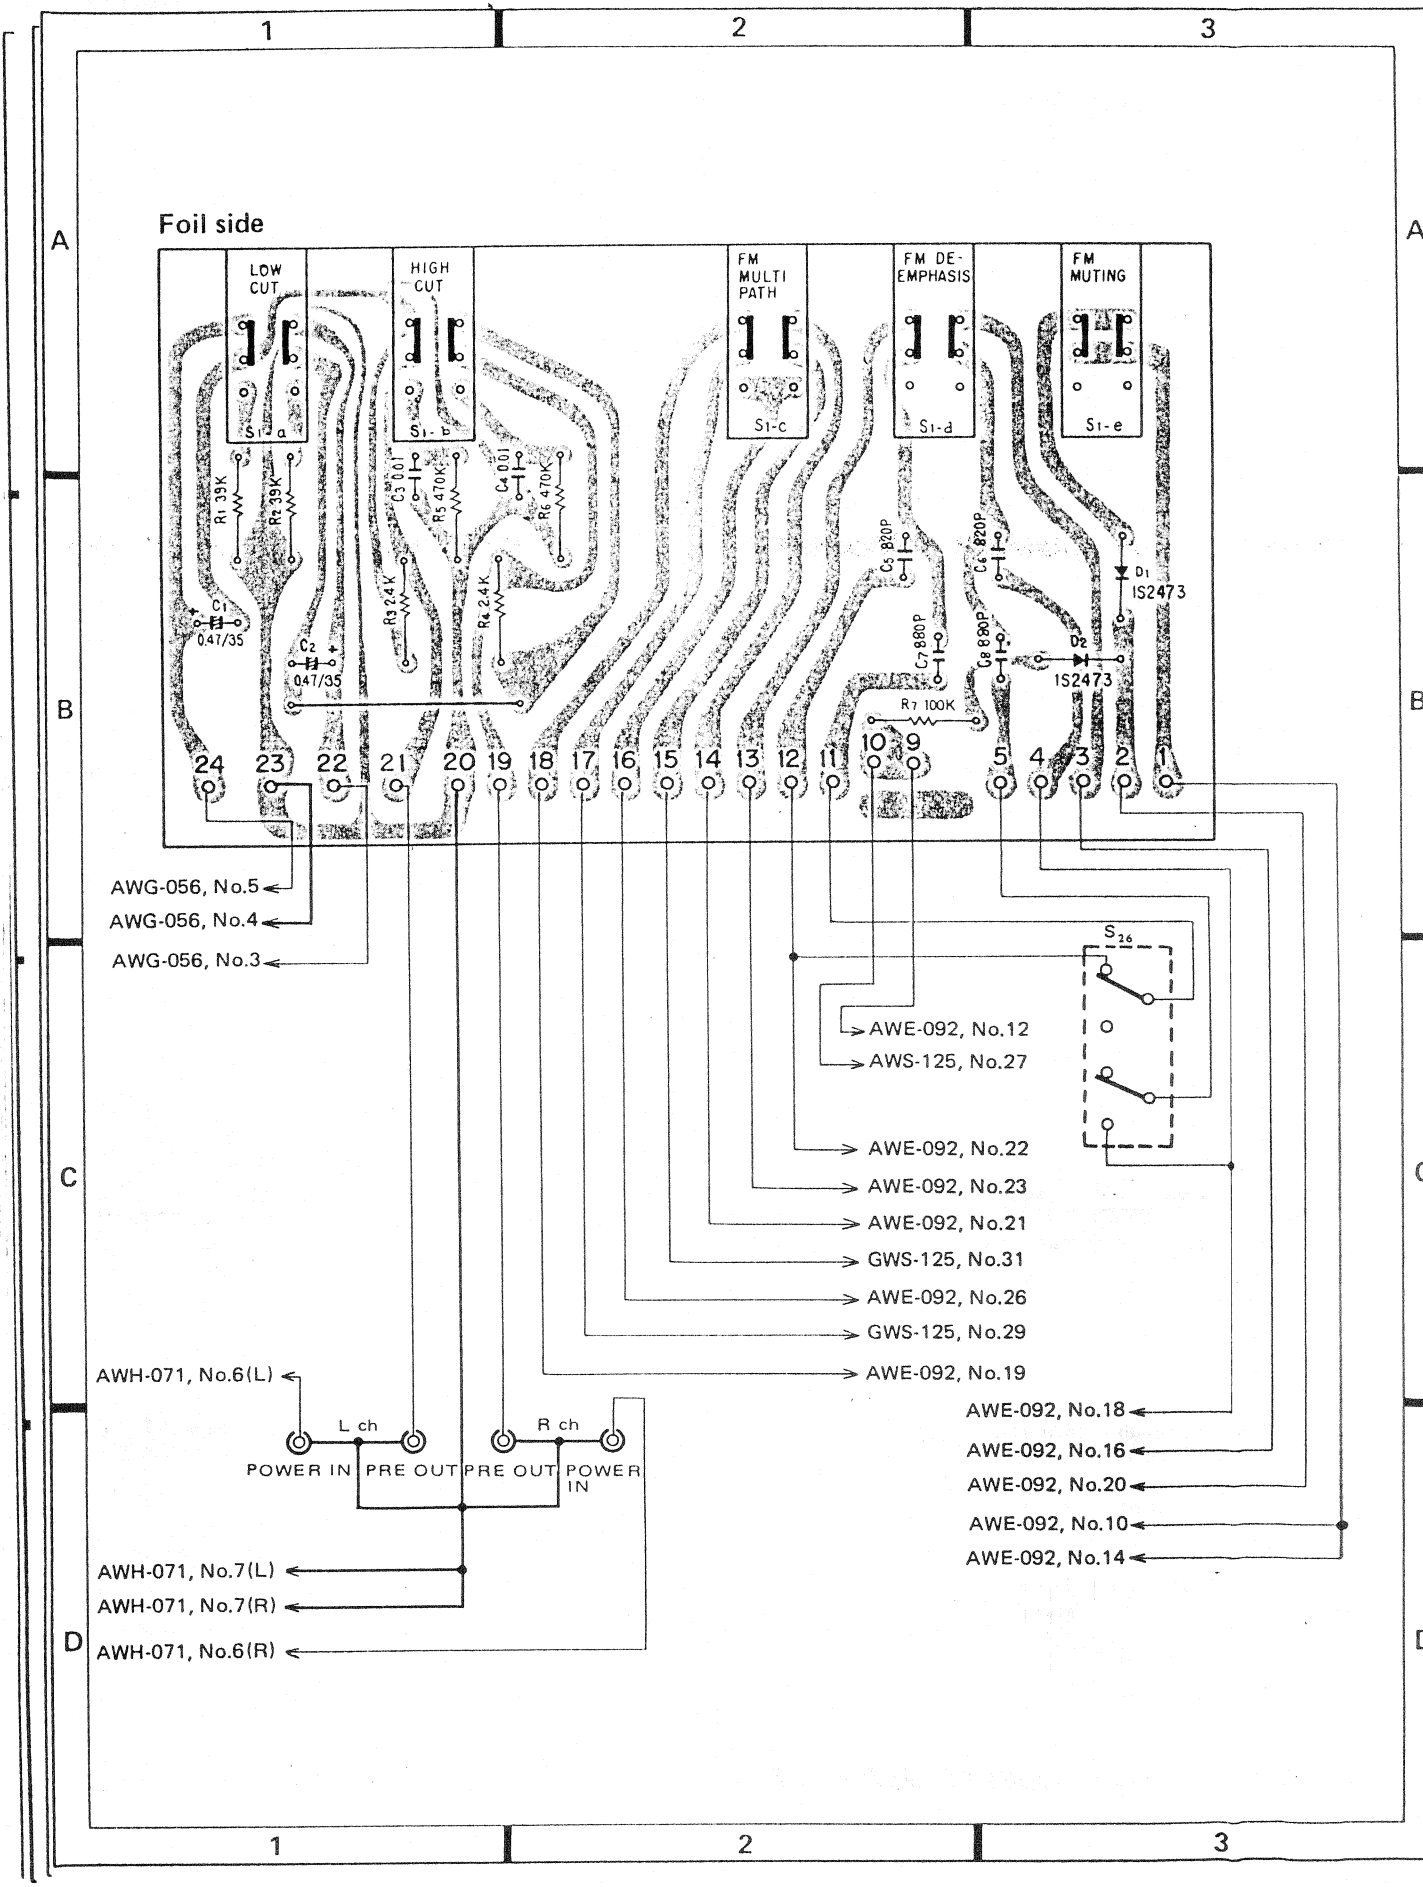 1 2 3
A A
Foil side
LOW CUT
HIGH CUT
FM MULTI PATH
FM DE-EMPHASIS
FM MUTING
S1-a S1-b S1-c S1-d S1-e
R1 39K
R2 39K
C3 0.01
R5 470K
C4 0.01
R6 470K
C5 820P
C6 820P
D1
1S2473
C1
0.47/35
R3 2.4K
R4 2.4K
C2
0.47/35
C7 880P
C8 880P
D2
1S2473
B B
R7 100K
24 23 22 21 20 19 18 17 16 15 14 13 12 11 10 9 5 4 3 2 1
AWG-056, No.5
AWG-056, No.4
AWG-056, No.3
S26
AWE-092, No.12
AWS-125, No.27
AWE-092, No.22
C
AWE-092, No.23
AWE-092, No.21
GWS-125, No.31
AWE-092, No.26
GWS-125, No.29
AWE-092, No.19
AWH-071, No.6(L)
AWE-092, No.18
L ch R ch
AWE-092, No.16
POWER IN PRE OUT PRE OUT POWER IN
AWE-092, No.20
AWE-092, No.10
AWE-092, No.14
AWH-071, No.7(L)
AWH-071, No.7(R)
D
AWH-071, No.6(R)
1 2 3